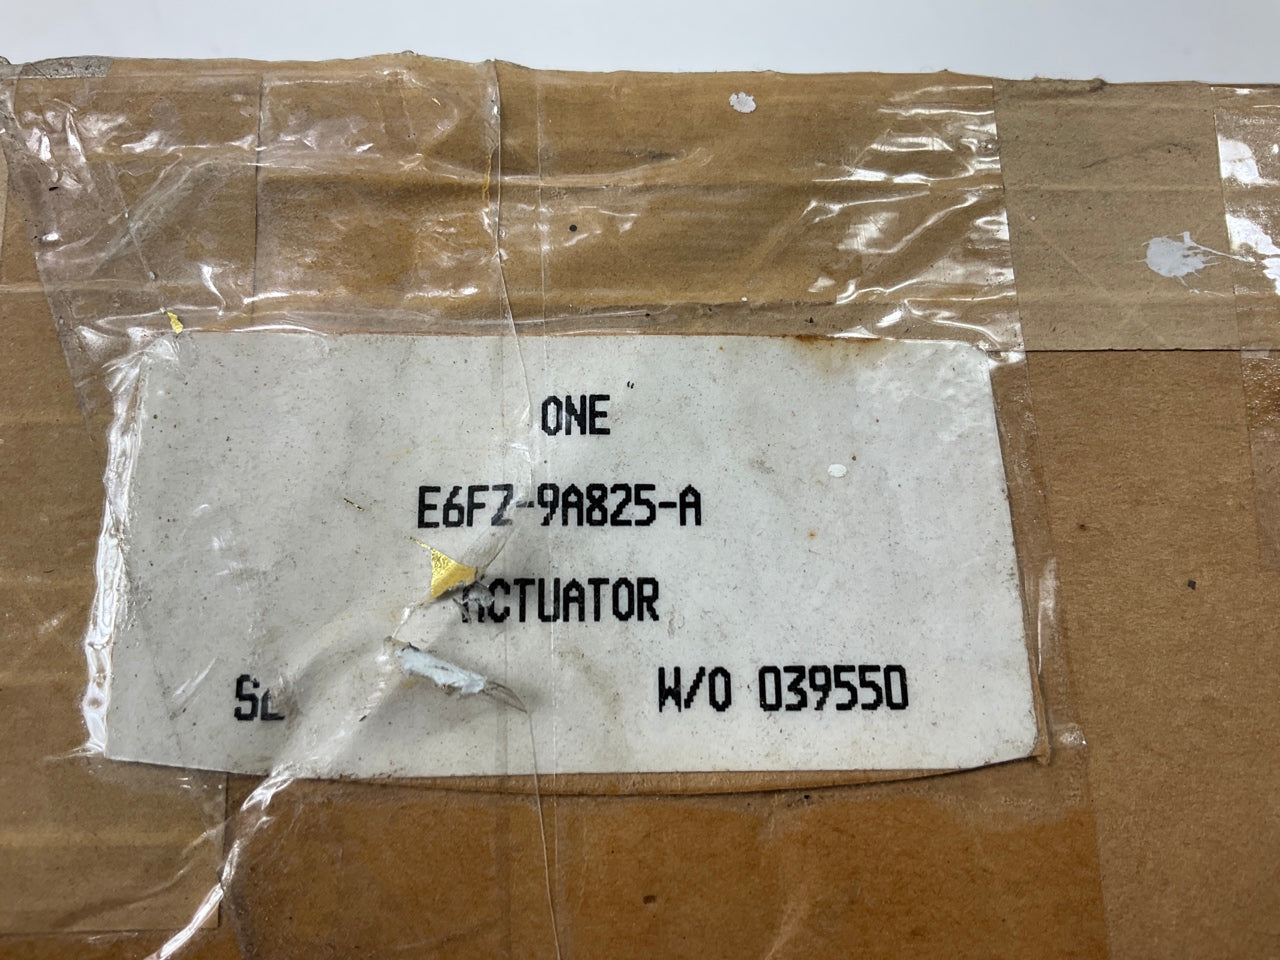 ONE
E6FZ-9A825-A
ACTUATOR
W/O 039550